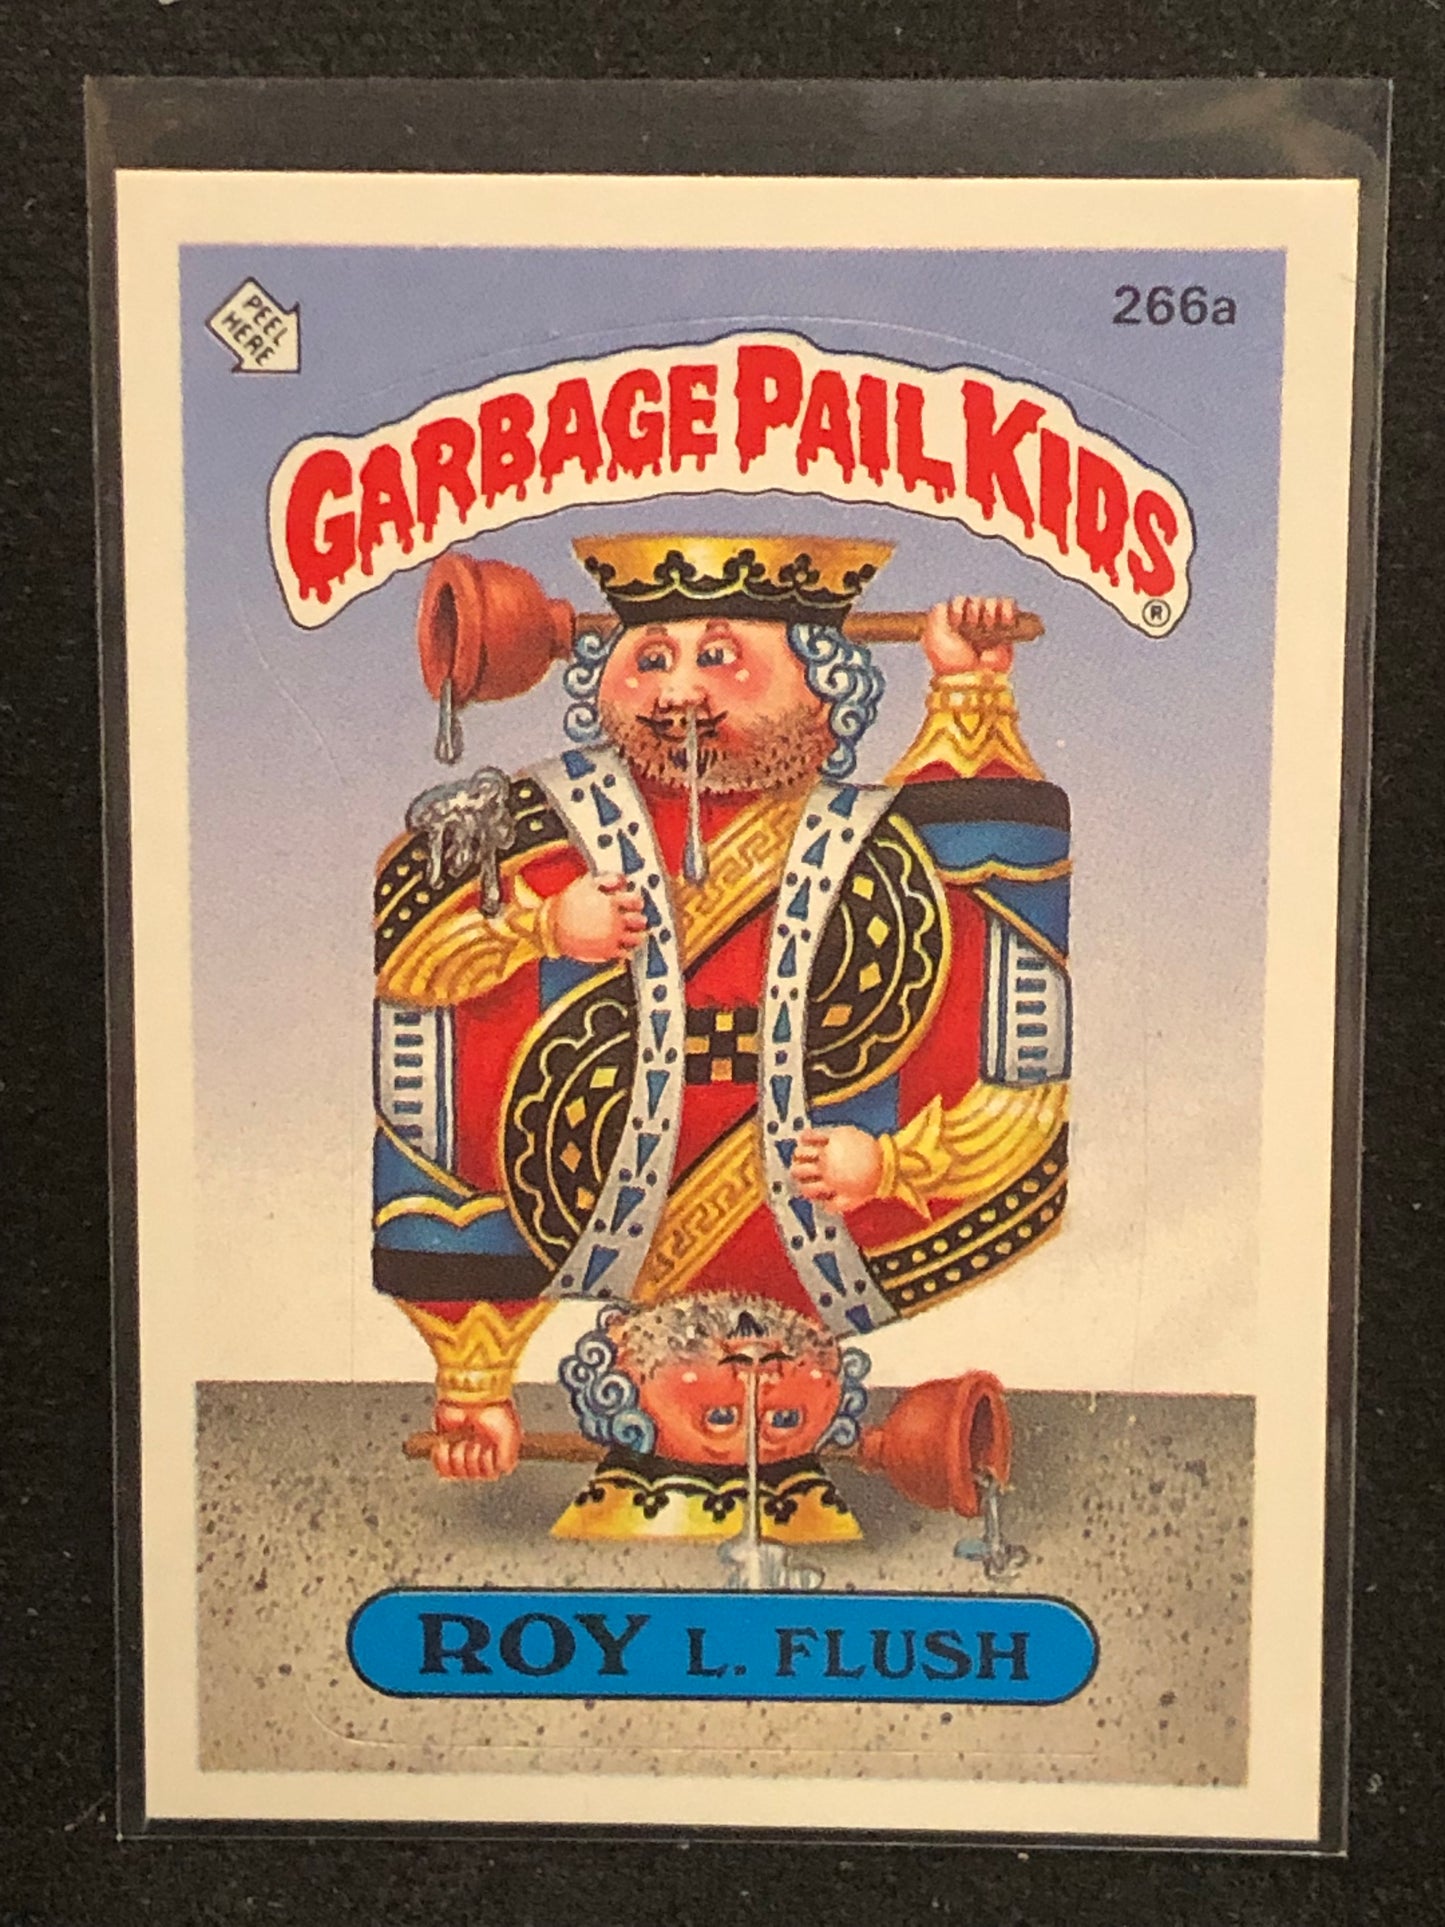 PEEL
HERE
266a
GARBAGE PAIL KIDS
®
ROY L. FLUSH